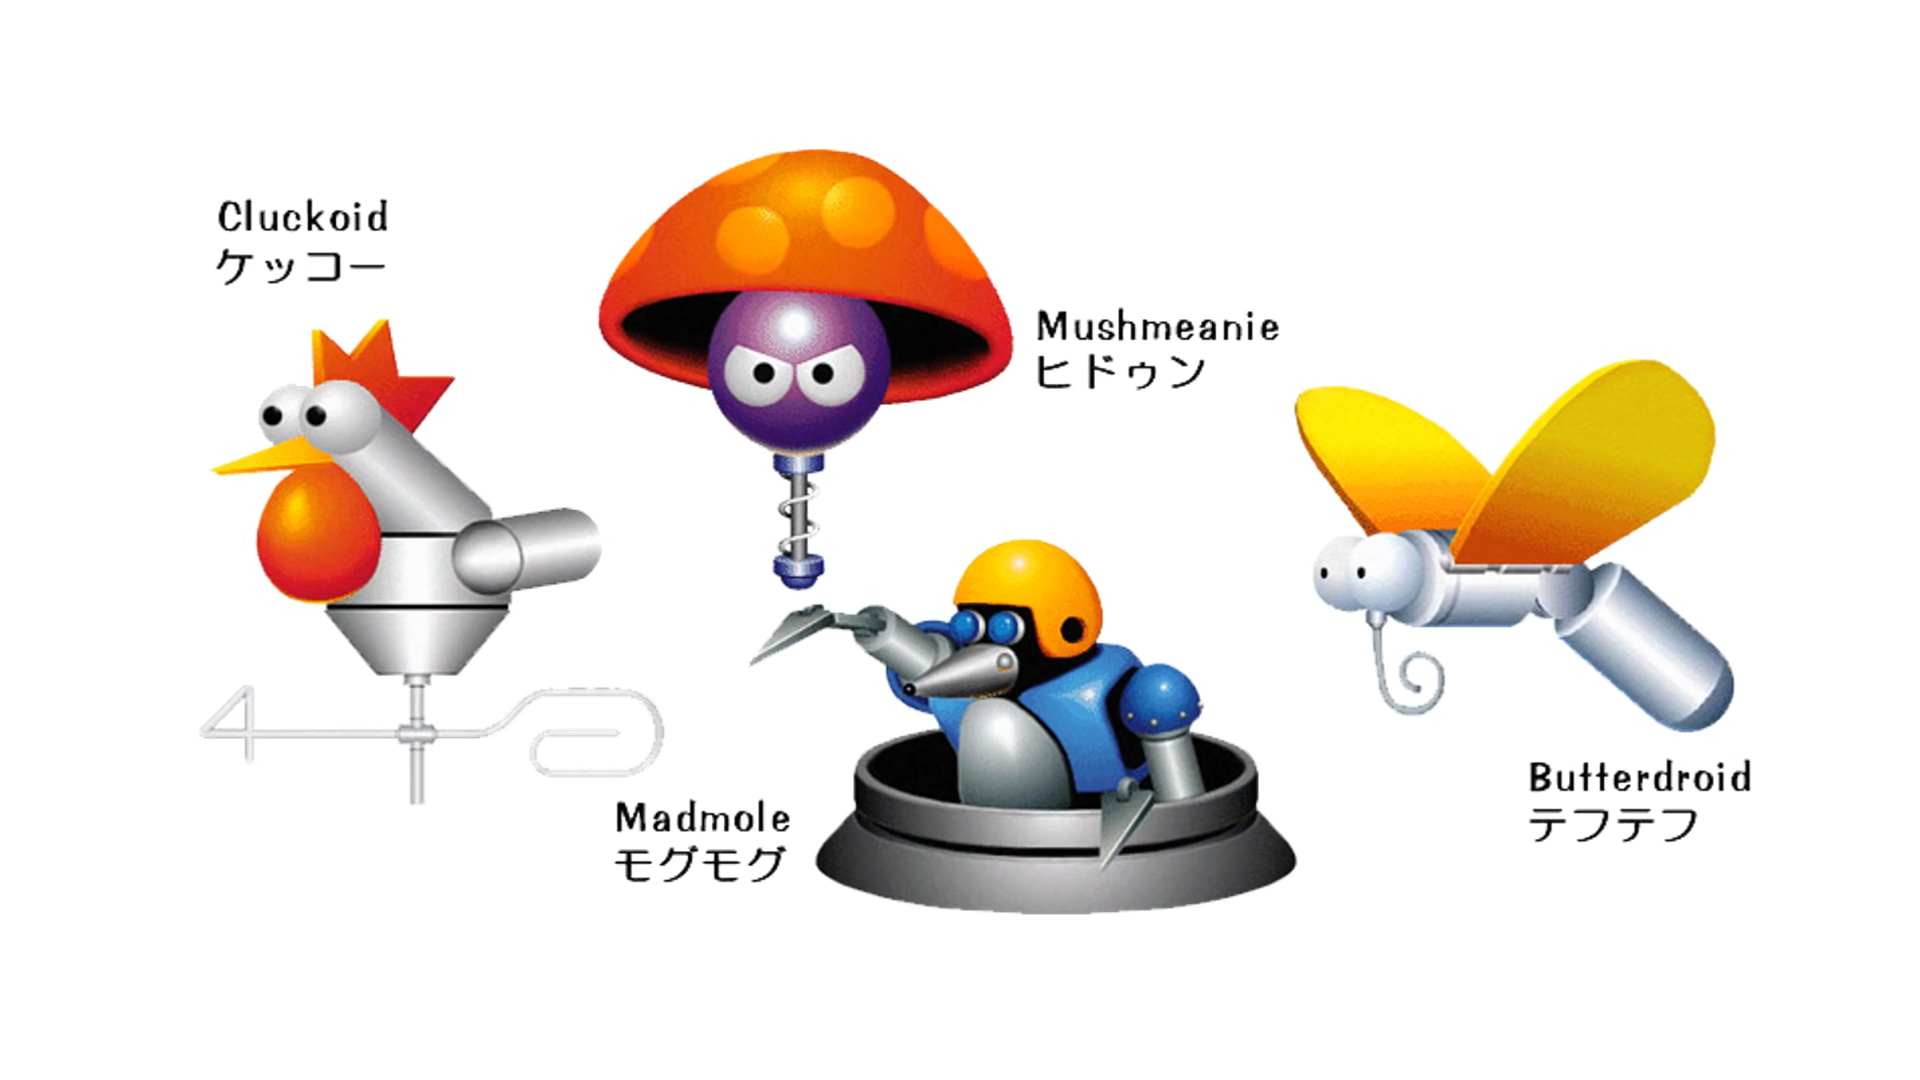 Cluckoid
ケッコー
Mushmeanie
ヒドゥン
Madmole
モグモグ
Butterdroid
テフテフ